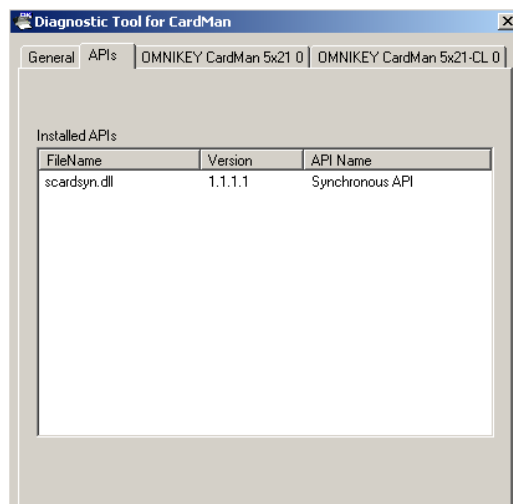 Diagnostic Tool for CardMan
General APIs OMNIKEY CardMan 5x21 0 OMNIKEY CardMan 5x21-CL 0
Installed APIs
FileName Version API Name
scardsyn.dll 1.1.1.1 Synchronous API